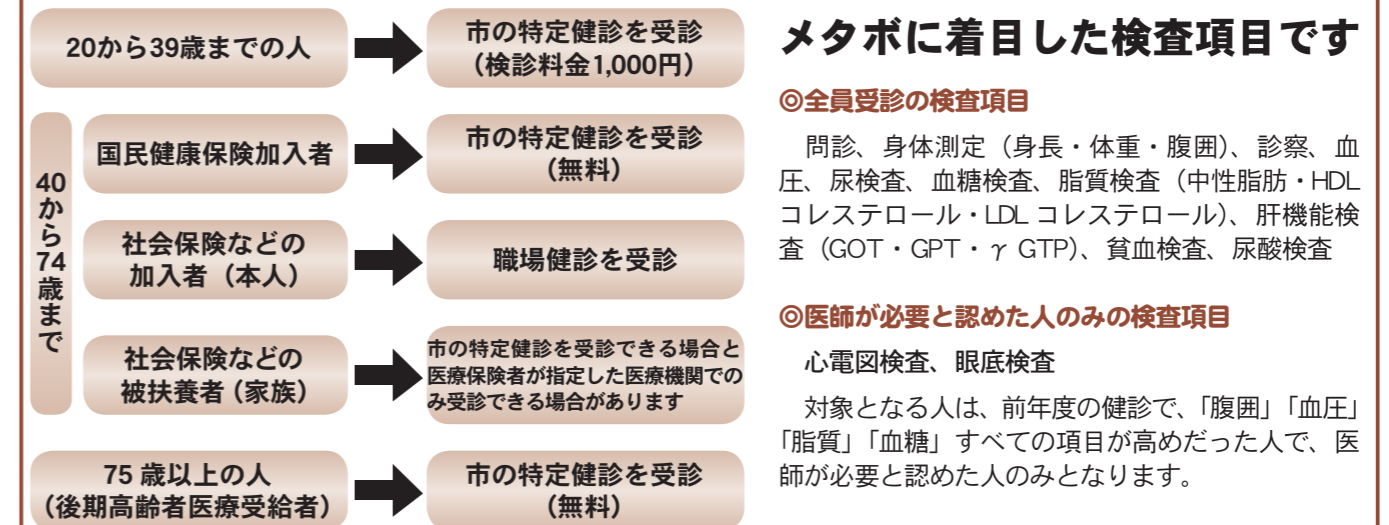 20から39歳までの人
市の特定健診を受診
（検診料金1,000円）
40から74歳まで
国民健康保険加入者
市の特定健診を受診
（無料）
社会保険などの
加入者（本人）
職場健診を受診
社会保険などの
被扶養者（家族）
市の特定健診を受診できる場合と
医療保険者が指定した医療機関での
み受診できる場合があります
75 歳以上の人
（後期高齢者医療受給者）
市の特定健診を受診
（無料）
メタボに着目した検査項目です
◎全員受診の検査項目
問診、身体測定（身長・体重・腹囲）、診察、血
圧、尿検査、血糖検査、脂質検査（中性脂肪・HDL
コレステロール・LDL コレステロール）、肝機能検
査（GOT・GPT・γ GTP）、貧血検査、尿酸検査
◎医師が必要と認めた人のみの検査項目
心電図検査、眼底検査
対象となる人は、前年度の健診で、「腹囲」「血圧」
「脂質」「血糖」すべての項目が高めだった人で、医
師が必要と認めた人のみとなります。